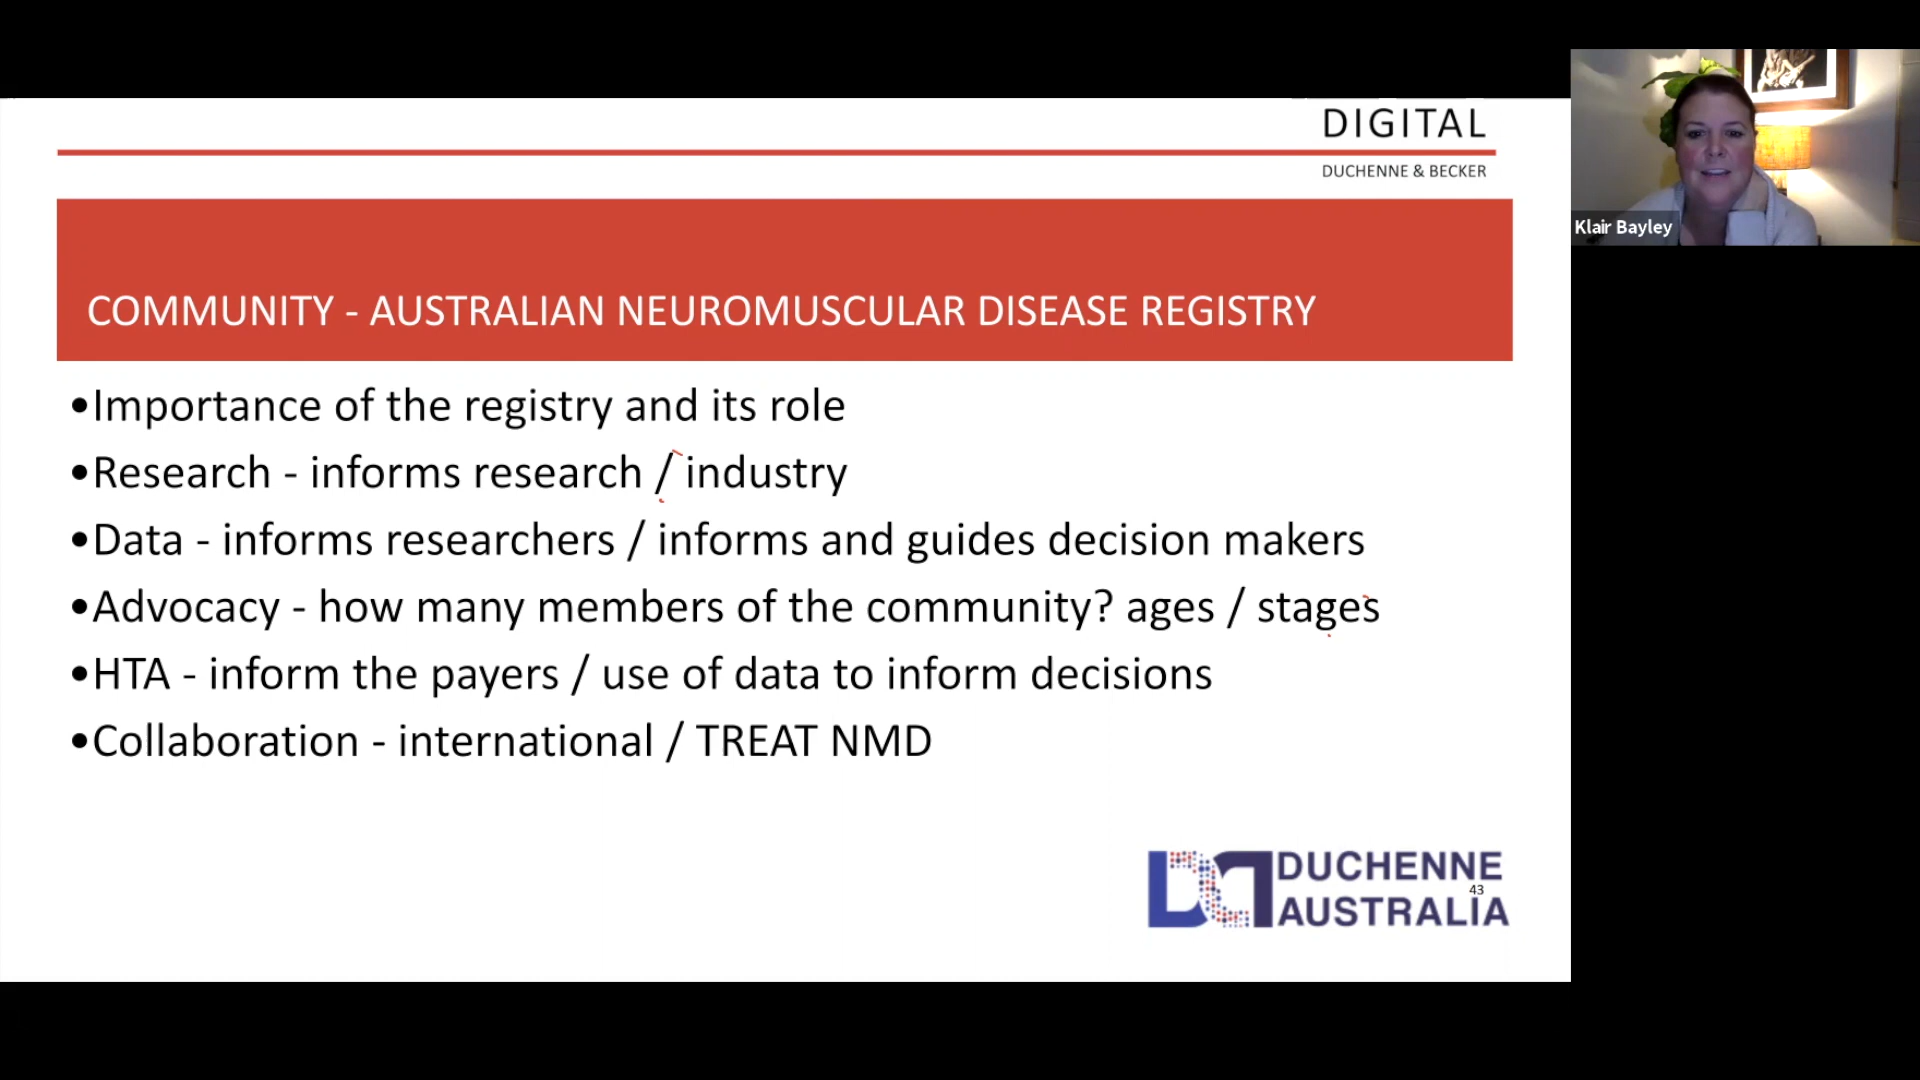 DIGITAL
DUCHENNE & BECKER
Klair Bayley
COMMUNITY - AUSTRALIAN NEUROMUSCULAR DISEASE REGISTRY
•Importance of the registry and its role
•Research - informs research / industry
•Data - informs researchers / informs and guides decision makers
•Advocacy - how many members of the community? ages / stages
•HTA - inform the payers / use of data to inform decisions
•Collaboration - international / TREAT NMD
DUCHENNE
43
AUSTRALIA